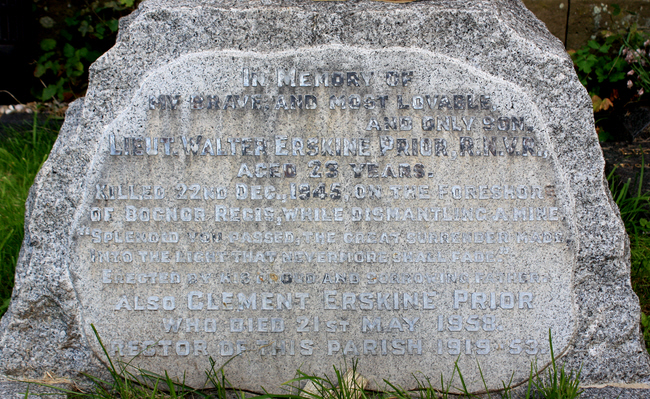 IN MEMORY OF
MY BRAVE, AND MOST LOVABLE
AND ONLY SON,
LIEUT. WALTER ERSKINE PRIOR, R.N.V.R.,
AGED 23 YEARS.
KILLED, 22ND DEC., 1945, ON THE FORESHORE
OF BOGNOR REGIS, WHILE DISMANTLING A MINE
"SPLENDID YOU PASSED, THE GREAT SURRENDER MADE
INTO THE LIGHT THAT NEVERMORE SHALL FADE"
ERECTED BY HIS PROUD AND SORROWING FATHER
ALSO CLEMENT ERSKINE PRIOR
WHO DIED 21ST MAY 1958
RECTOR OF THIS PARISH 1919-53.